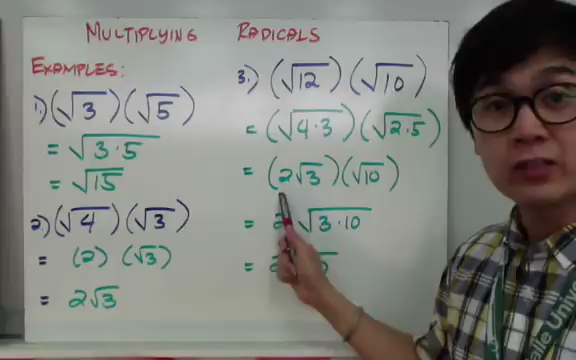 MULTIPLYING RADICALS
EXAMPLES:
1.) (√3)(√5)
= √3·5
= √15
2.) (√4)(√3)
= (2) (√3)
= 2√3
3.) (√12)(√10)
= (√4·3)(√2·5)
= (2√3)(√10)
= 2 √3·10
=